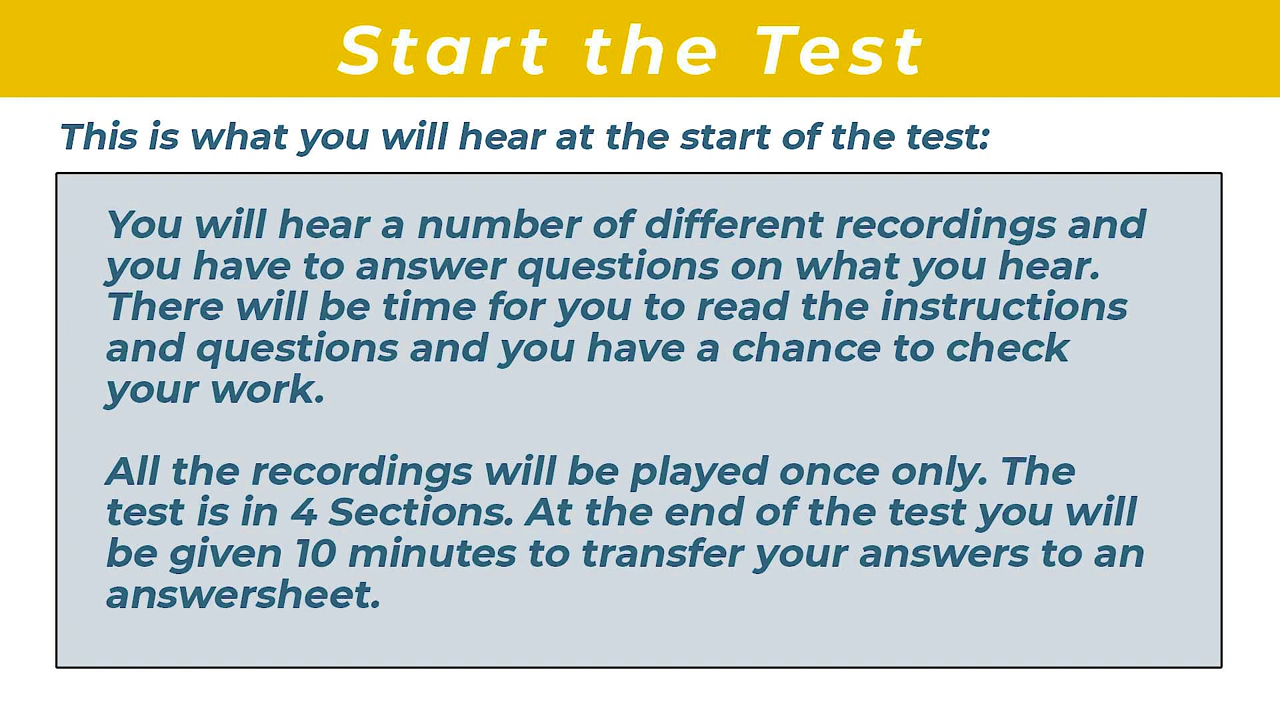 Start the Test
This is what you will hear at the start of the test:
You will hear a number of different recordings and
you have to answer questions on what you hear.
There will be time for you to read the instructions
and questions and you have a chance to check
your work.
All the recordings will be played once only. The
test is in 4 Sections. At the end of the test you will
be given 10 minutes to transfer your answers to an
answersheet.